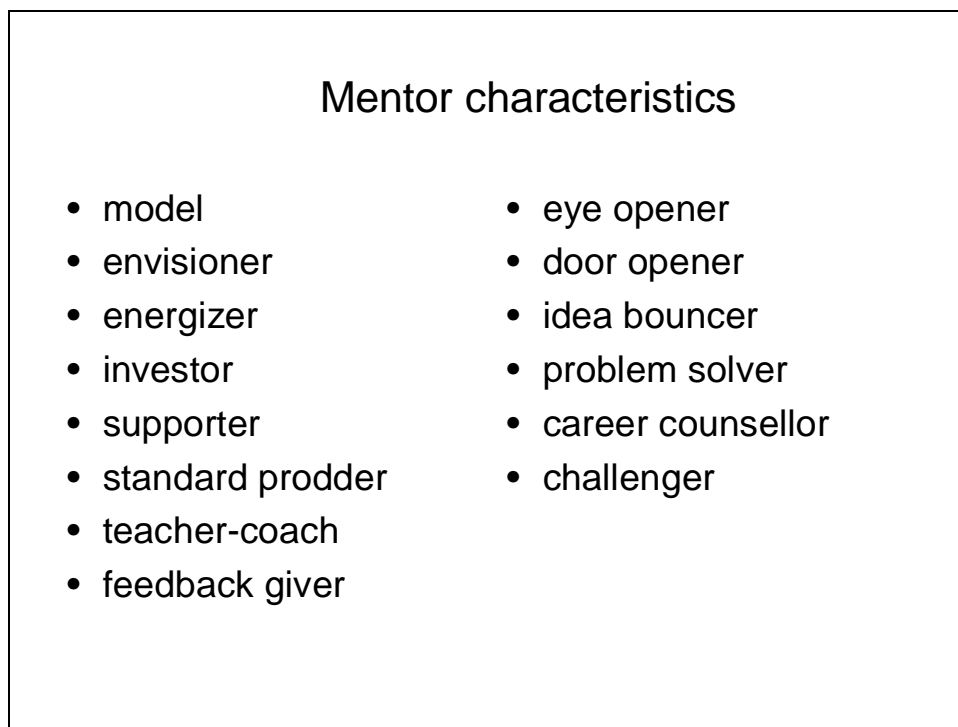 Mentor characteristics
• model
• envisioner
• energizer
• investor
• supporter
• standard prodder
• teacher-coach
• feedback giver
• eye opener
• door opener
• idea bouncer
• problem solver
• career counsellor
• challenger